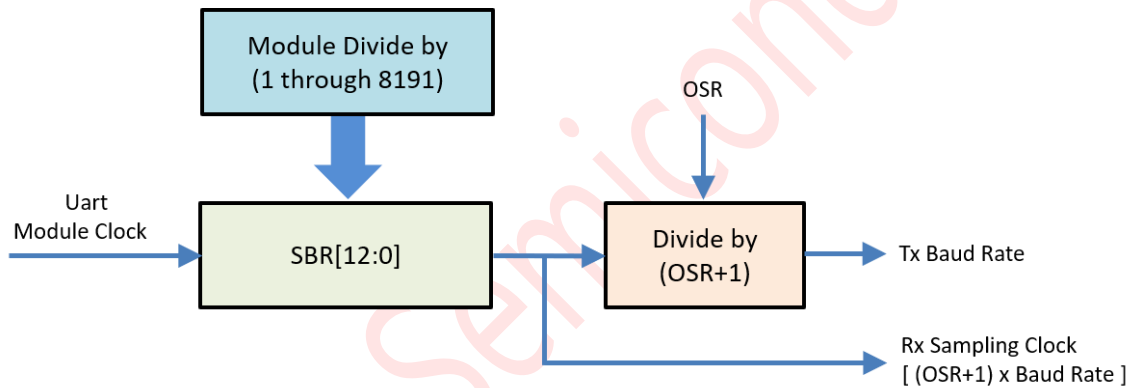 Module Divide by
(1 through 8191)
OSR
Uart
Module Clock
SBR[12:0]
Divide by
(OSR+1)
Tx Baud Rate
Rx Sampling Clock
[ (OSR+1) x Baud Rate ]
Semicon